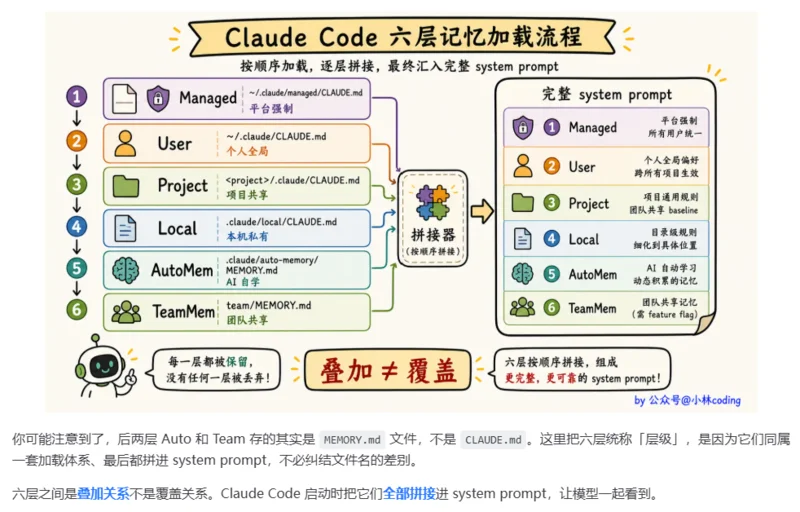 Claude Code 六层记忆加载流程
按顺序加载，逐层拼接，最终汇入完整 system prompt
1
Managed
~/.claude/managed/CLAUDE.md
平台强制
2
User
~/.claude/CLAUDE.md
个人全局
3
Project
<project>/.claude/CLAUDE.md
项目共享
4
Local
.claude/local/CLAUDE.md
本机私有
5
AutoMem
.claude/auto-memory/
MEMORY.md
AI 自学
6
TeamMem
team/MEMORY.md
团队共享
拼接器
(按顺序拼接)
完整 system prompt
1 Managed
平台强制
所有用户统一
2 User
个人全局偏好
跨所有项目生效
3 Project
项目通用规则
团队共享 baseline
4 Local
目录级规则
细化到具体位置
5 AutoMem
AI 自动学习
动态积累的记忆
6 TeamMem
团队共享记忆
(需 feature flag)
每一层都被保留，
没有任何一层被丢弃！
叠加 ≠ 覆盖
六层按顺序拼接，组成
更完整，更可靠的 system prompt！
by 公众号@小林coding
你可能注意到了，后两层 Auto 和 Team 存的其实是 MEMORY.md 文件，不是 CLAUDE.md。这里把六层统称「层级」，是因为它们同属
一套加载体系、最后都拼进 system prompt，不必纠结文件名的差别。
六层之间是叠加关系不是覆盖关系。Claude Code 启动时把它们全部拼接进 system prompt，让模型一起看到。